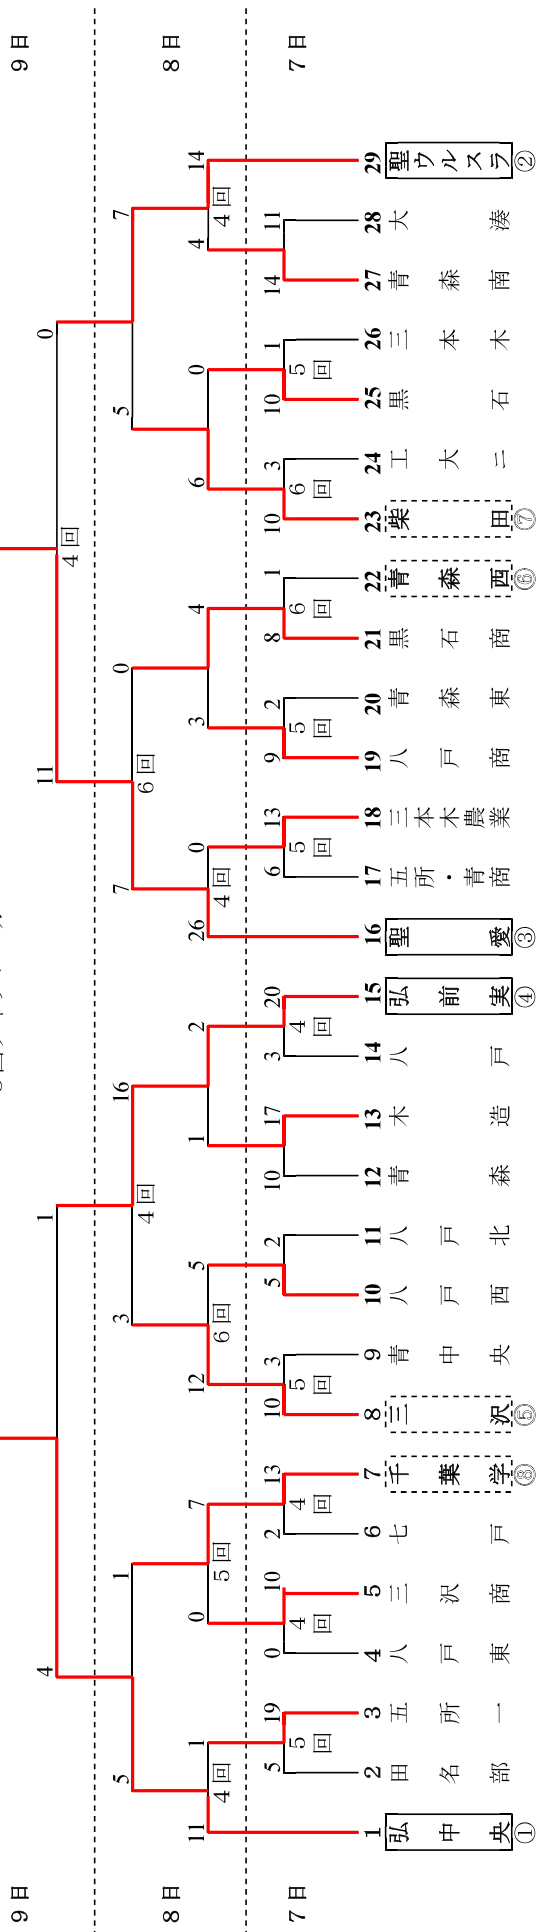 9日
8日
7日
0
4回
11
1
4
7
5
0
6回
7
16
4回
3
1
5
14
4回
4
0
6
4
3
0
4回
26
2
1
5
6回
12
7
5回
0
1
4回
11
11
14
1
5回
10
3
6回
10
1
6回
8
2
5回
9
13
5回
6
20
4回
3
17
10
2
5
3
5回
10
13
4回
2
10
4回
0
19
5回
5
29 聖ウルスラ ②
28 大湊
27 青森南
26 三本木
25 黒石
24 工大二
23 柴田 ⑦
22 青森西 ⑥
21 黒石商
20 青森東
19 八戸商
18 三本木農業
17 五所・青商
16 聖愛 ③
15 弘前実 ④
14 八戸
13 木造
12 青森
11 八戸北
10 八戸西
9 青中央
8 三沢 ⑤
7 千葉学 ⑧
6 七戸
5 三沢商
4 八戸東
3 五所一
2 田名部
1 弘中央 ①
9日
8日
7日